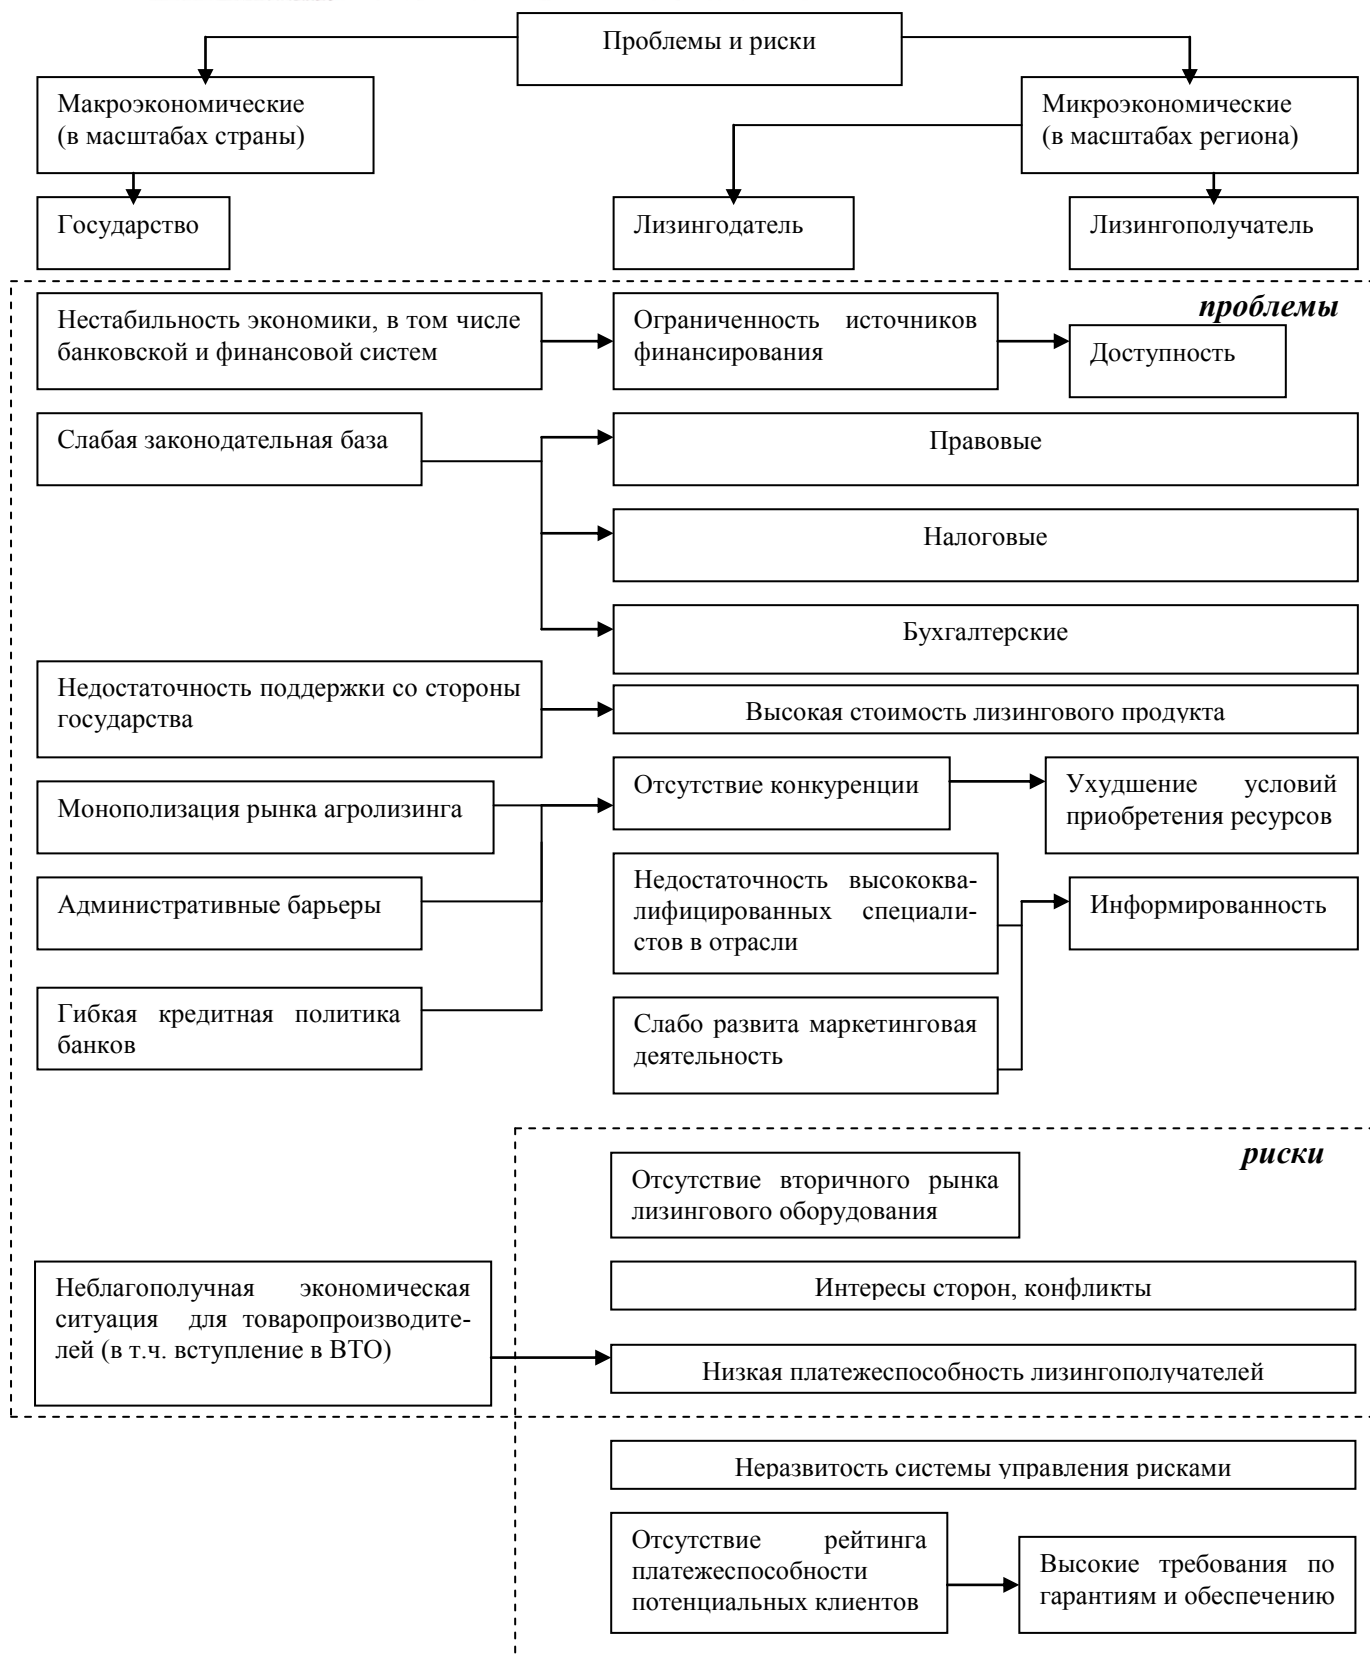 Проблемы и риски
Макроэкономические
(в масштабах страны)
Микроэкономические
(в масштабах региона)
Государство
Лизингодатель
Лизингополучатель
проблемы
Нестабильность экономики, в том числе
банковской и финансовой систем
Ограниченность источников
финансирования
Доступность
Слабая законодательная база
Правовые
Налоговые
Бухгалтерские
Недостаточность поддержки со стороны
государства
Высокая стоимость лизингового продукта
Монополизация рынка агролизинга
Отсутствие конкуренции
Ухудшение условий
приобретения ресурсов
Административные барьеры
Недостаточность высококва-
лифицированных специали-
стов в отрасли
Информированность
Гибкая кредитная политика
банков
Слабо развита маркетинговая
деятельность
риски
Отсутствие вторичного рынка
лизингового оборудования
Неблагополучная экономическая
ситуация для товаропроизводите-
лей (в т.ч. вступление в ВТО)
Интересы сторон, конфликты
Низкая платежеспособность лизингополучателей
Неразвитость системы управления рисками
Отсутствие рейтинга
платежеспособности
потенциальных клиентов
Высокие требования по
гарантиям и обеспечению